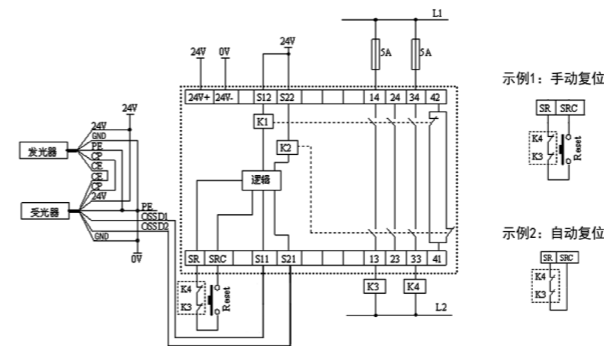 24V
L1
24V
0V
5A
5A
24V+
24V-
S12
S22
14
24
34
42
示例1：手动复位
SR
SRC
K4
K3
Reset
24V
24V
GND
PE
CP
CE
CE
CP
24V
发光器
受光器
PE
OSSD1
OSSD2
GND
0V
K1
K2
逻辑
SR
SRC
S11
S21
13
23
33
41
K4
K3
Reset
K3
K4
L2
示例2：自动复位
SR
SRC
K4
K3